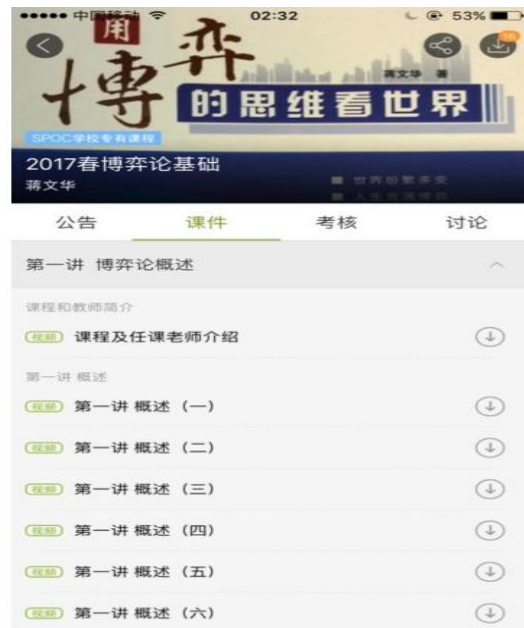 中国移动 02:32 53%
用
博弈
16
蒋文华 著
的思维看世界
SPOC学校专有课程
2017春博弈论基础
蒋文华
公告 课件 考核 讨论
第一讲 博弈论概述
课程和教师简介
视频 课程及任课老师介绍
第一讲 概述
视频 第一讲 概述（一）
视频 第一讲 概述（二）
视频 第一讲 概述（三）
视频 第一讲 概述（四）
视频 第一讲 概述（五）
视频 第一讲 概述（六）